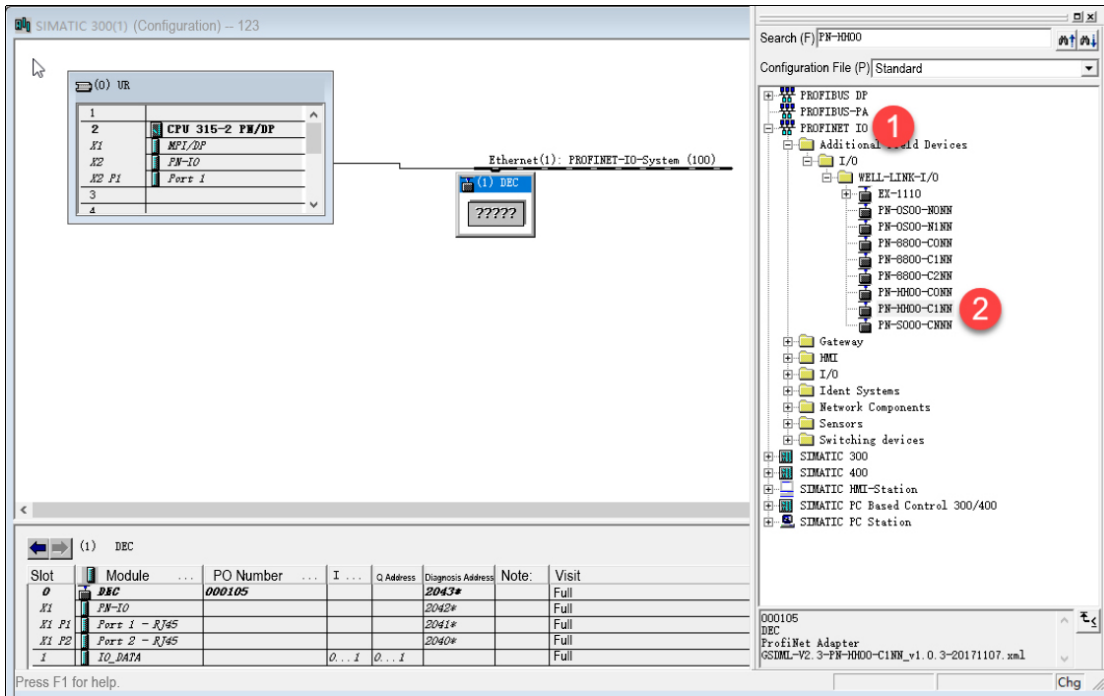 SIMATIC 300(1) (Configuration) -- 123
(0) UR
1
2 CPU 315-2 PN/DP
X1 MPI/DP
X2 PN-IO
X2 P1 Port 1
3
4
Ethernet(1): PROFINET-IO-System (100)
(1) DEC
?????
Search (F) PN-HH00
Configuration File (P) Standard
PROFIBUS DP
PROFIBUS-PA
PROFINET IO
1
Additional Field Devices
I/O
WELL-LINK-I/O
EX-1110
PN-0S00-N0NN
PN-0S00-N1NN
PN-8800-C0NN
PN-8800-C1NN
PN-8800-C2NN
PN-HH00-C0NN
PN-HH00-C1NN
2
PN-S000-CNNN
Gateway
HMI
I/O
Ident Systems
Network Components
Sensors
Switching devices
SIMATIC 300
SIMATIC 400
SIMATIC HMI-Station
SIMATIC PC Based Control 300/400
SIMATIC PC Station
(1) DEC
Slot Module ... PO Number ... I ... Q Address Diagnosis Address Note: Visit
0 DEC 000105 2043* Full
X1 PN-IO 2042* Full
X1 P1 Port 1 - RJ45 2041* Full
X1 P2 Port 2 - RJ45 2040* Full
1 IO_DATA 0...1 0...1 Full
000105
DEC
ProfiNet Adapter
GSDML-V2.3-PN-HH00-C1NN_v1.0.3-20171107.xml
Press F1 for help.
Chg